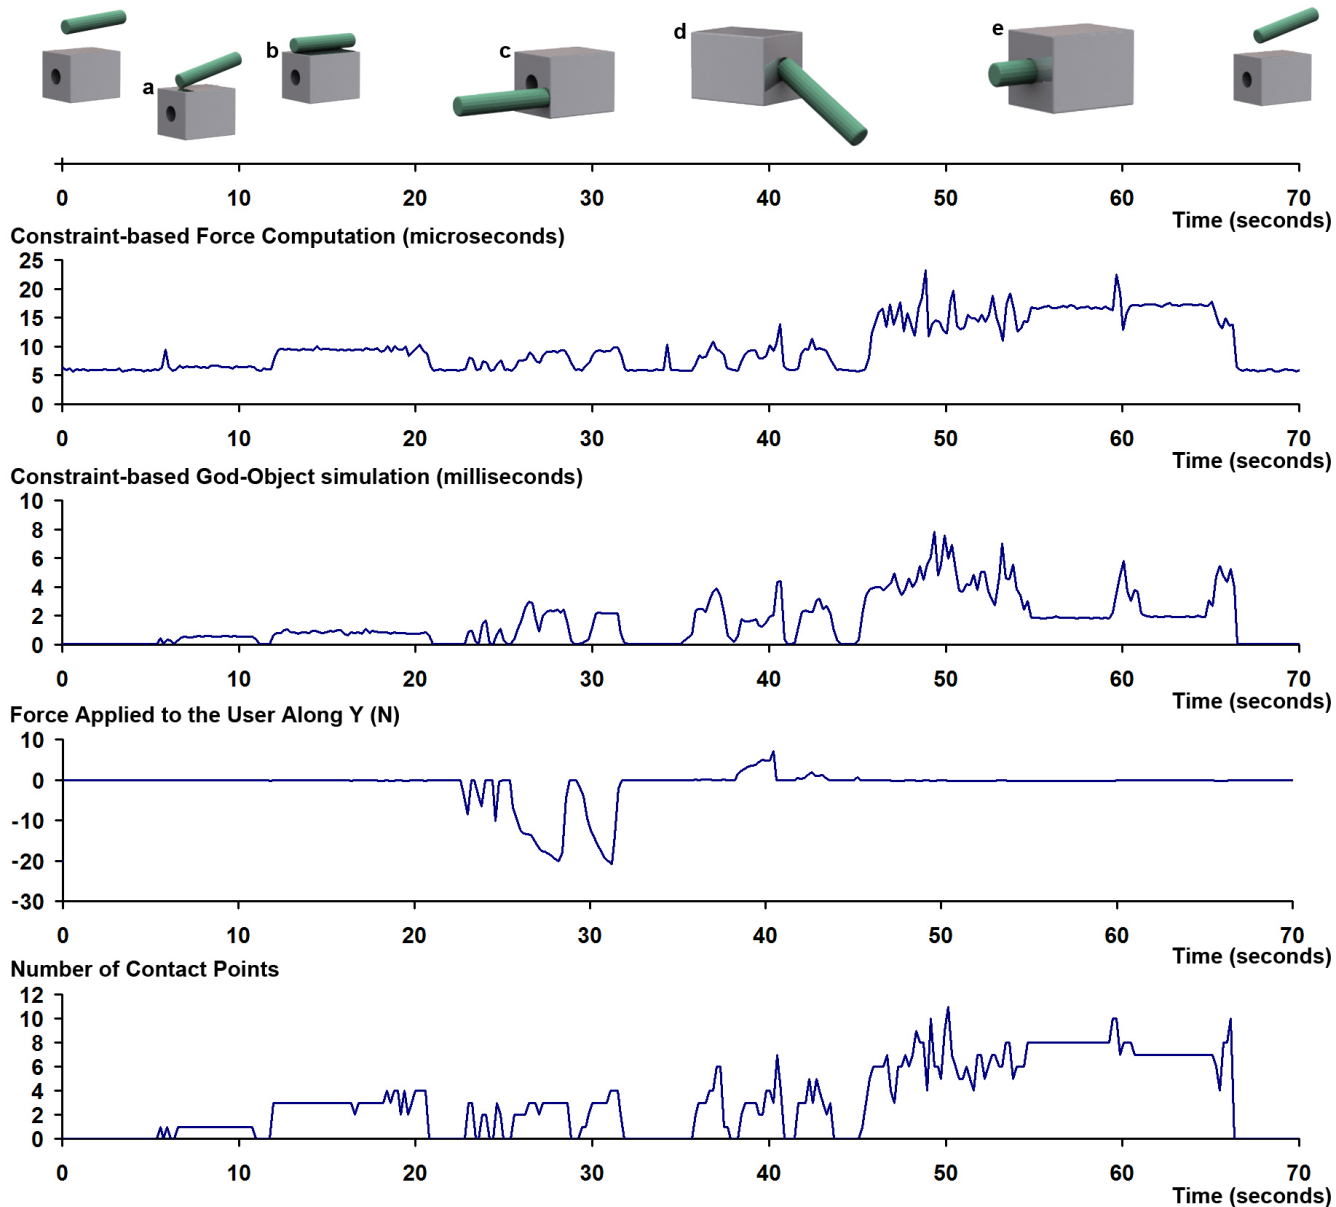 a
b
c
d
e
0 10 20 30 40 50 60 70
Time (seconds)
Constraint-based Force Computation (microseconds)
25
20
15
10
5
0
0 10 20 30 40 50 60 70
Time (seconds)
Constraint-based God-Object simulation (milliseconds)
10
8
6
4
2
0
0 10 20 30 40 50 60 70
Time (seconds)
Force Applied to the User Along Y (N)
10
0
-10
-20
-30
0 10 20 30 40 50 60 70
Time (seconds)
Number of Contact Points
12
10
8
6
4
2
0
0 10 20 30 40 50 60 70
Time (seconds)